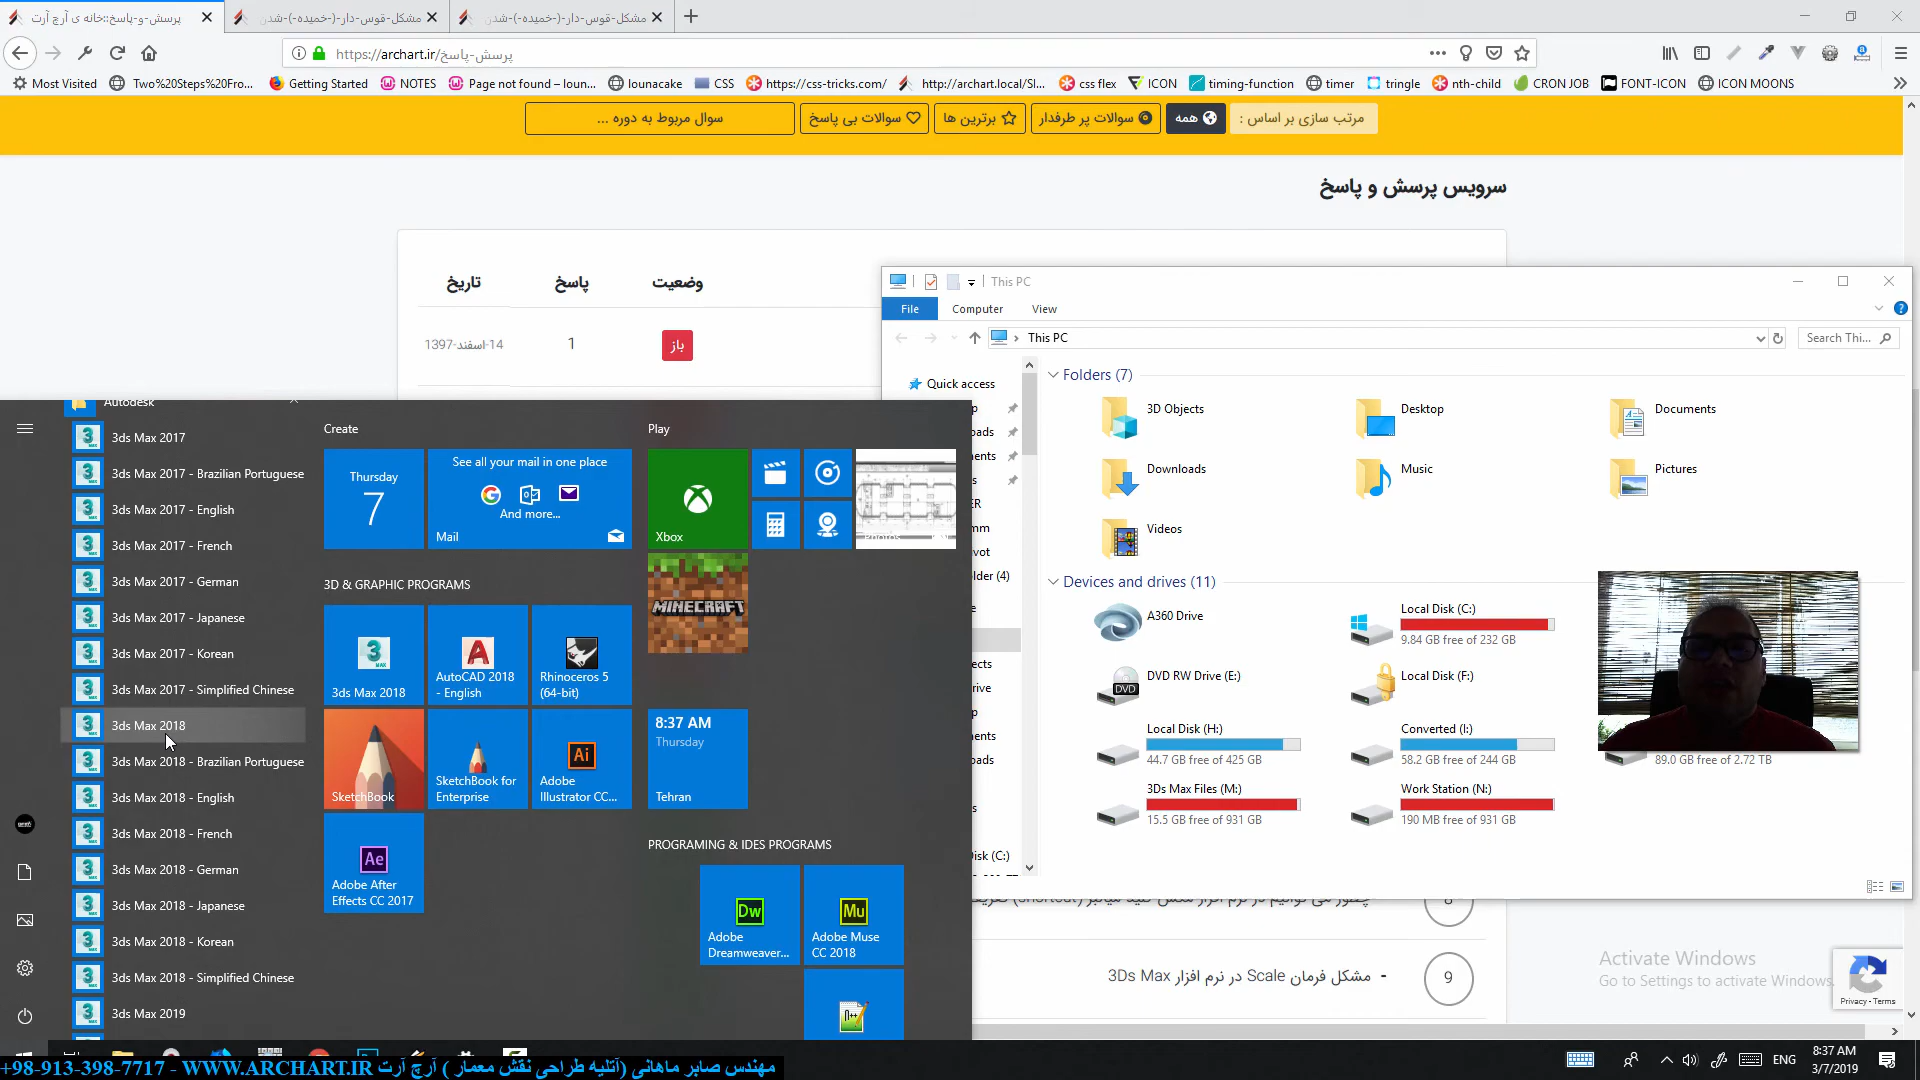 پرسش-و-پاسخ::خانه ی آرچ آرت
مشکل-قوس-دار-(-خمیده-)-شدن
مشکل-قوس-دار-(-خمیده-)-شدن
https://archart.ir/پرسش-پاسخ
Most Visited
Two%20Steps%20Fro...
Getting Started
NOTES
Page not found – loun...
lounacake
CSS
https://css-tricks.com/
http://archart.local/Sl...
css flex
ICON
timing-function
timer
tringle
nth-child
CRON JOB
FONT-ICON
ICON MOONS
مرتب سازی بر اساس :
همه
سوالات پر طرفدار
برترین ها
سوالات بی پاسخ
سوال مربوط به دوره ...
سرویس پرسش و پاسخ
وضعیت
پاسخ
تاریخ
باز
1
14-اسفند-1397
This PC
File
Computer
View
This PC
Search Thi...
Quick access
Folders (7)
3D Objects
Desktop
Documents
Downloads
Music
Pictures
Videos
Devices and drives (11)
A360 Drive
Local Disk (C:)
9.84 GB free of 232 GB
DVD RW Drive (E:)
Local Disk (F:)
Local Disk (H:)
44.7 GB free of 425 GB
Converted (I:)
58.2 GB free of 244 GB
89.0 GB free of 2.72 TB
3Ds Max Files (M:)
15.5 GB free of 931 GB
Work Station (N:)
190 MB free of 931 GB
Autodesk
3ds Max 2017
3ds Max 2017 - Brazilian Portuguese
3ds Max 2017 - English
3ds Max 2017 - French
3ds Max 2017 - German
3ds Max 2017 - Japanese
3ds Max 2017 - Korean
3ds Max 2017 - Simplified Chinese
3ds Max 2018
3ds Max 2018 - Brazilian Portuguese
3ds Max 2018 - English
3ds Max 2018 - French
3ds Max 2018 - German
3ds Max 2018 - Japanese
3ds Max 2018 - Korean
3ds Max 2018 - Simplified Chinese
3ds Max 2019
Create
Thursday
7
See all your mail in one place
And more...
Mail
Play
Xbox
MINECRAFT
3D & GRAPHIC PROGRAMS
3ds Max 2018
AutoCAD 2018
- English
Rhinoceros 5
(64-bit)
SketchBook
SketchBook for
Enterprise
Adobe
Illustrator CC...
8:37 AM
Thursday
Tehran
Adobe After
Effects CC 2017
PROGRAMING & IDES PROGRAMS
Adobe
Dreamweaver...
Adobe Muse
CC 2018
9
- مشکل فرمان Scale در نرم افزار 3Ds Max
Activate Windows
Go to Settings to activate Windows.
Privacy - Terms
+98-913-398-7717 - WWW.ARCHART.IR مهندس صابر ماهانی (آتلیه طراحی نقش معمار ) آرچ آرت
ENG
8:37 AM
3/7/2019